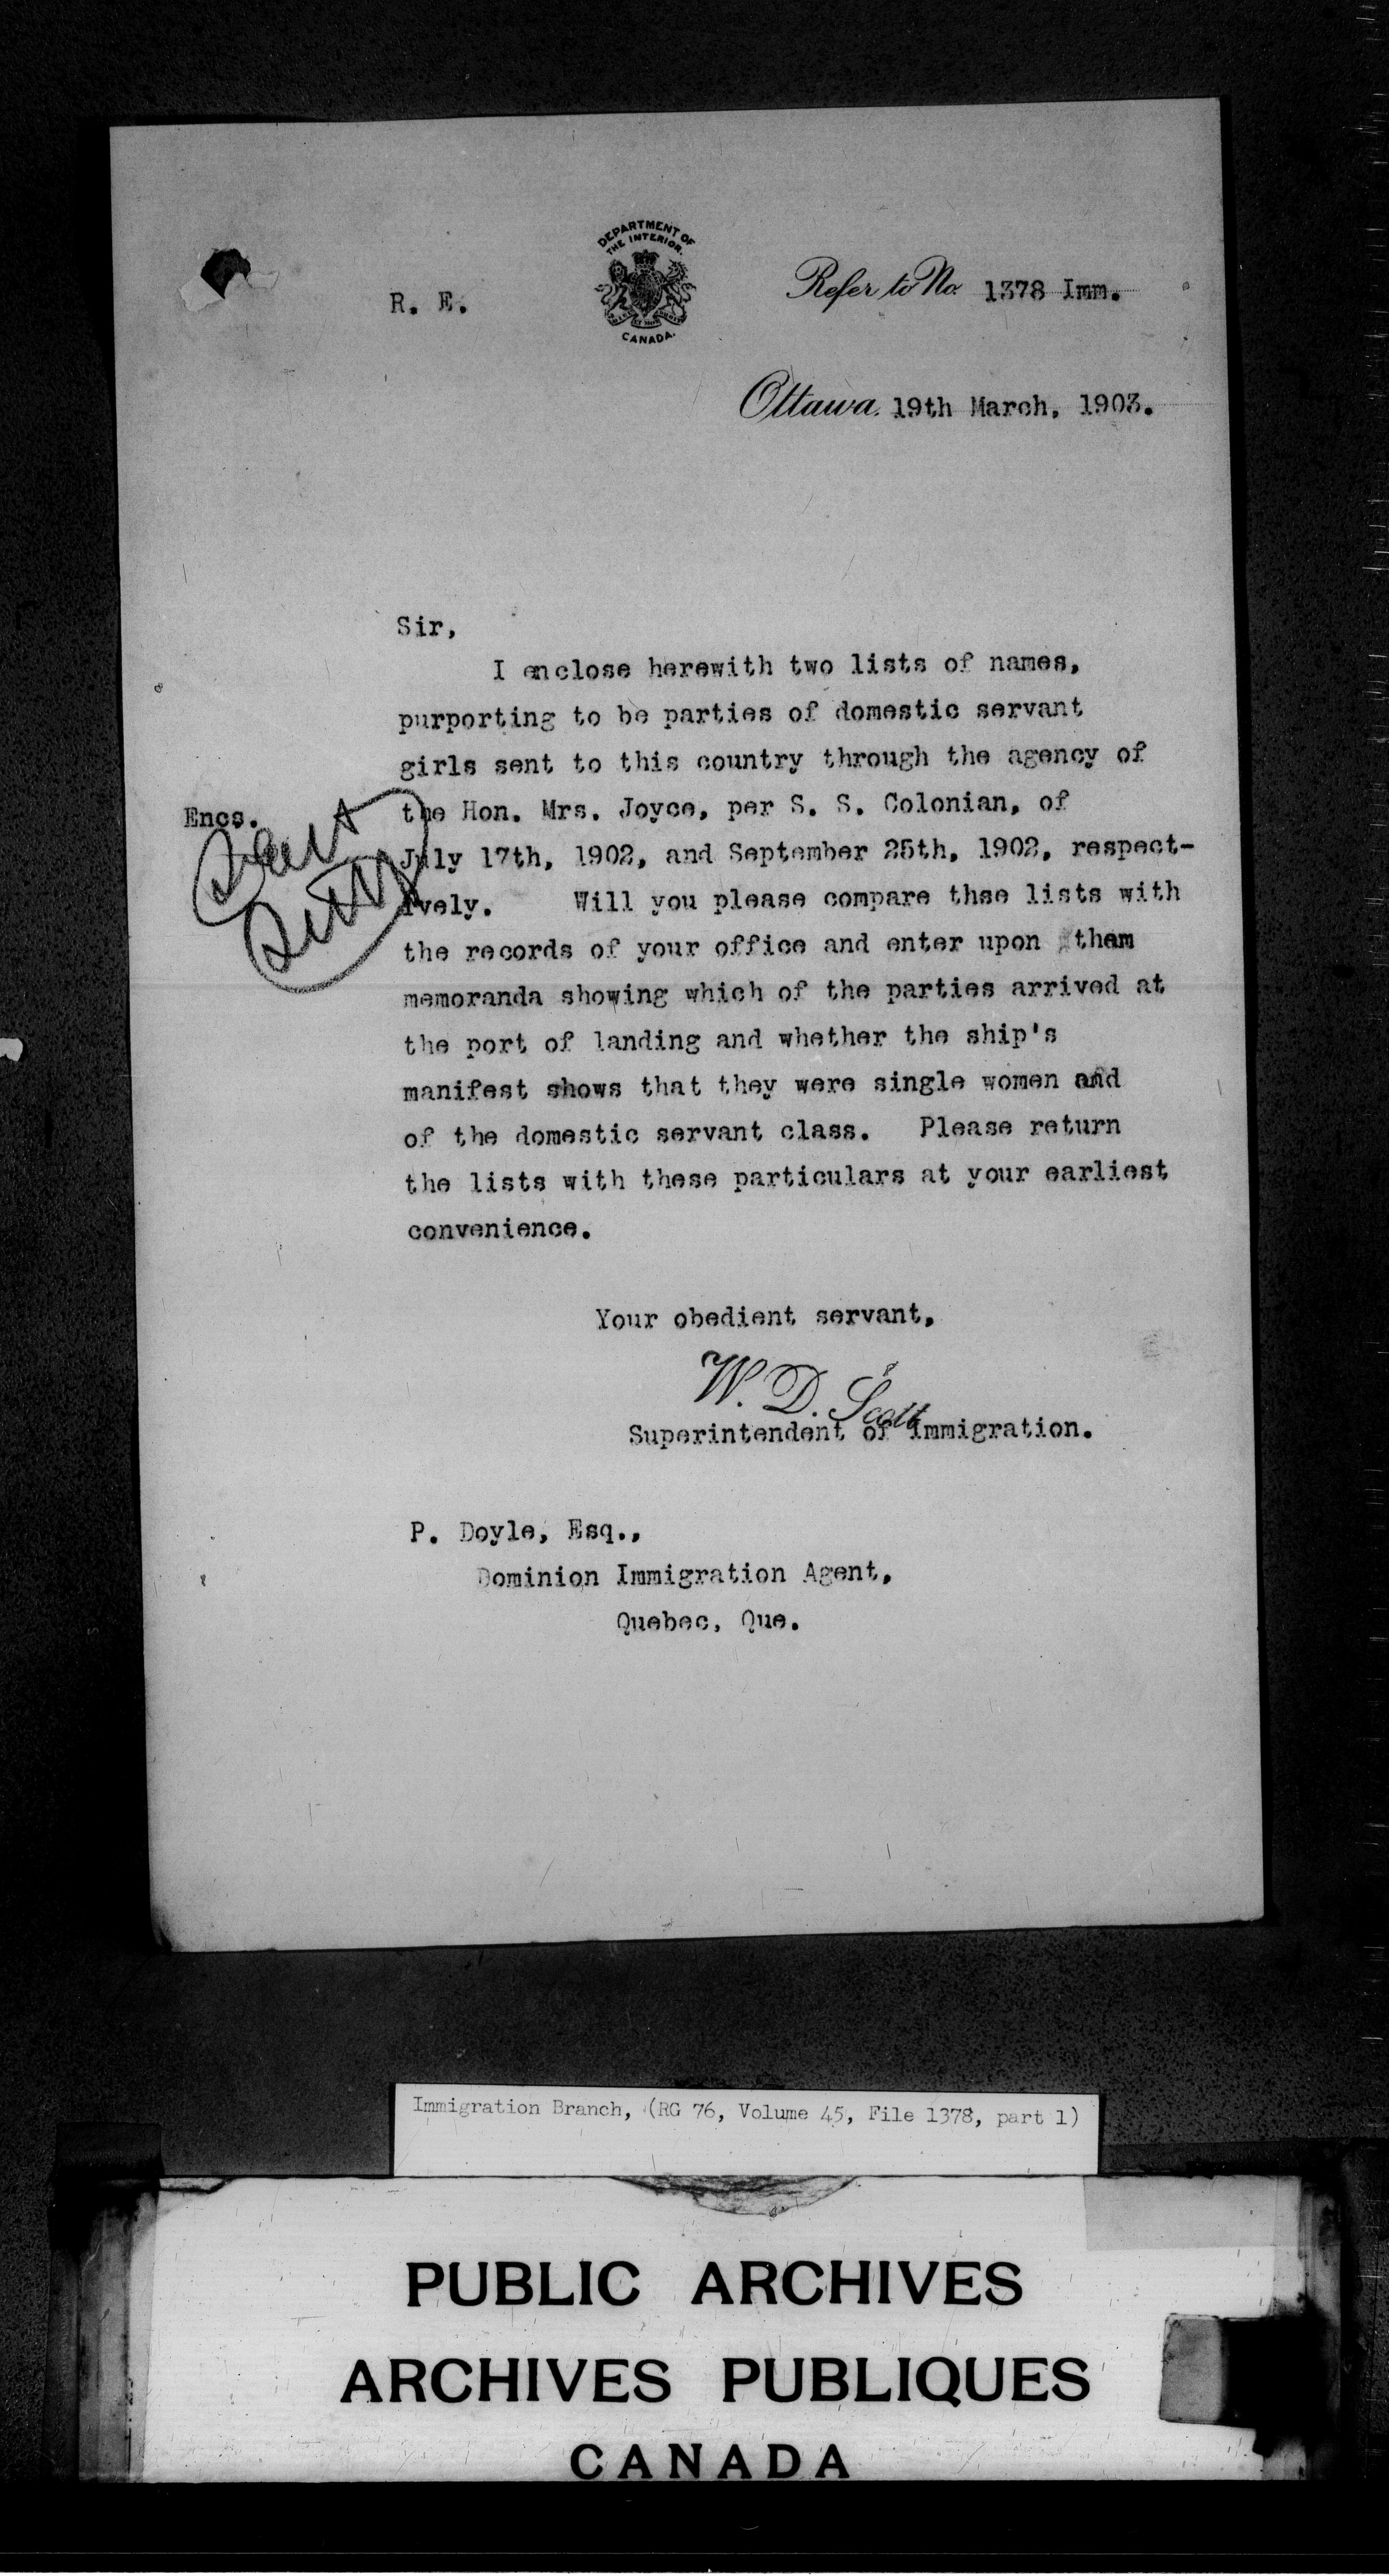 DEPARTMENT OF
THE INTERIOR.
CANADA.
R. E.
Refer to No. 1378 Imm.
Ottawa, 19th March, 1903.
Sir,
I enclose herewith two lists of names,
purporting to be parties of domestic servant
girls sent to this country through the agency of
Encs.
the Hon. Mrs. Joyce, per S. S. Colonian, of
July 17th, 1902, and September 25th, 1902, respect-
ively. Will you please compare thse lists with
the records of your office and enter upon them
memoranda showing which of the parties arrived at
the port of landing and whether the ship's
manifest shows that they were single women and
of the domestic servant class. Please return
the lists with these particulars at your earliest
convenience.
Your obedient servant,
W. D. Scott
Superintendent of Immigration.
P. Doyle, Esq.,
Dominion Immigration Agent,
Quebec, Que.
Immigration Branch, (RG 76, Volume 45, File 1378, part 1)
PUBLIC ARCHIVES
ARCHIVES PUBLIQUES
CANADA